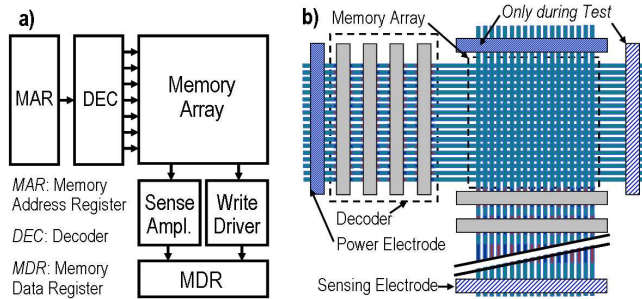 a)
MAR
DEC
Memory
Array
Sense
Ampl.
Write
Driver
MDR
MAR: Memory
Address Register
DEC: Decoder
MDR: Memory
Data Register
b)
Memory Array
Only during Test
Decoder
Power Electrode
Sensing Electrode